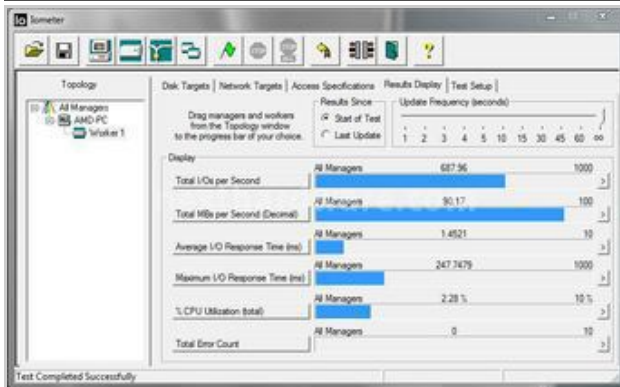 Iometer
Topology
All Managers
AMD-PC
Worker 1
Disk Targets | Network Targets | Access Specifications | Results Display | Test Setup
Drag managers and workers
from the Topology window
to the progress bar of your choice.
Results Since
Start of Test
Last Update
Update Frequency (seconds)
1 2 3 4 5 10 15 30 45 60 ∞
Display
Total I/Os per Second
All Managers 687.96 1000
Total MBs per Second (Decimal)
All Managers 90.17 100
Average I/O Response Time (ms)
All Managers 1.4521 10
Maximum I/O Response Time (ms)
All Managers 247.7479 1000
% CPU Utilization (total)
All Managers 2.28 % 10 %
Total Error Count
All Managers 0 10
Test Completed Successfully